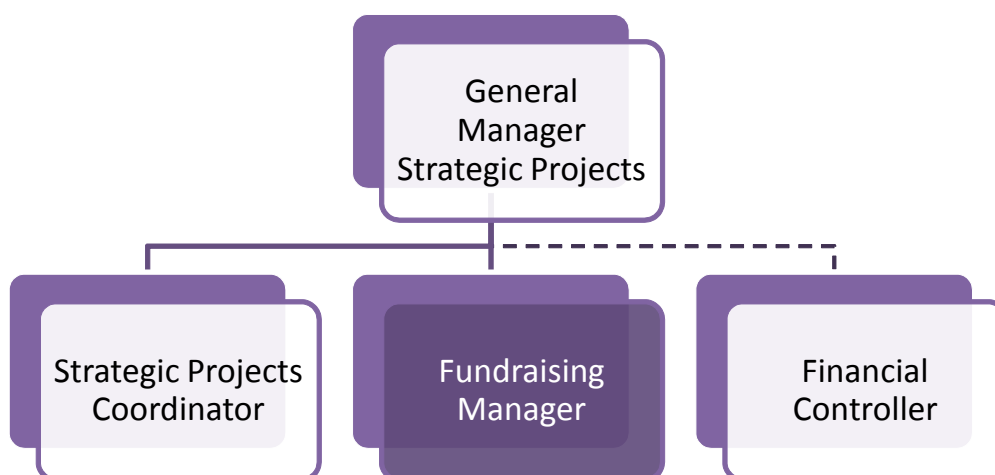 General
Manager
Strategic Projects
Strategic Projects
Coordinator
Fundraising
Manager
Financial
Controller